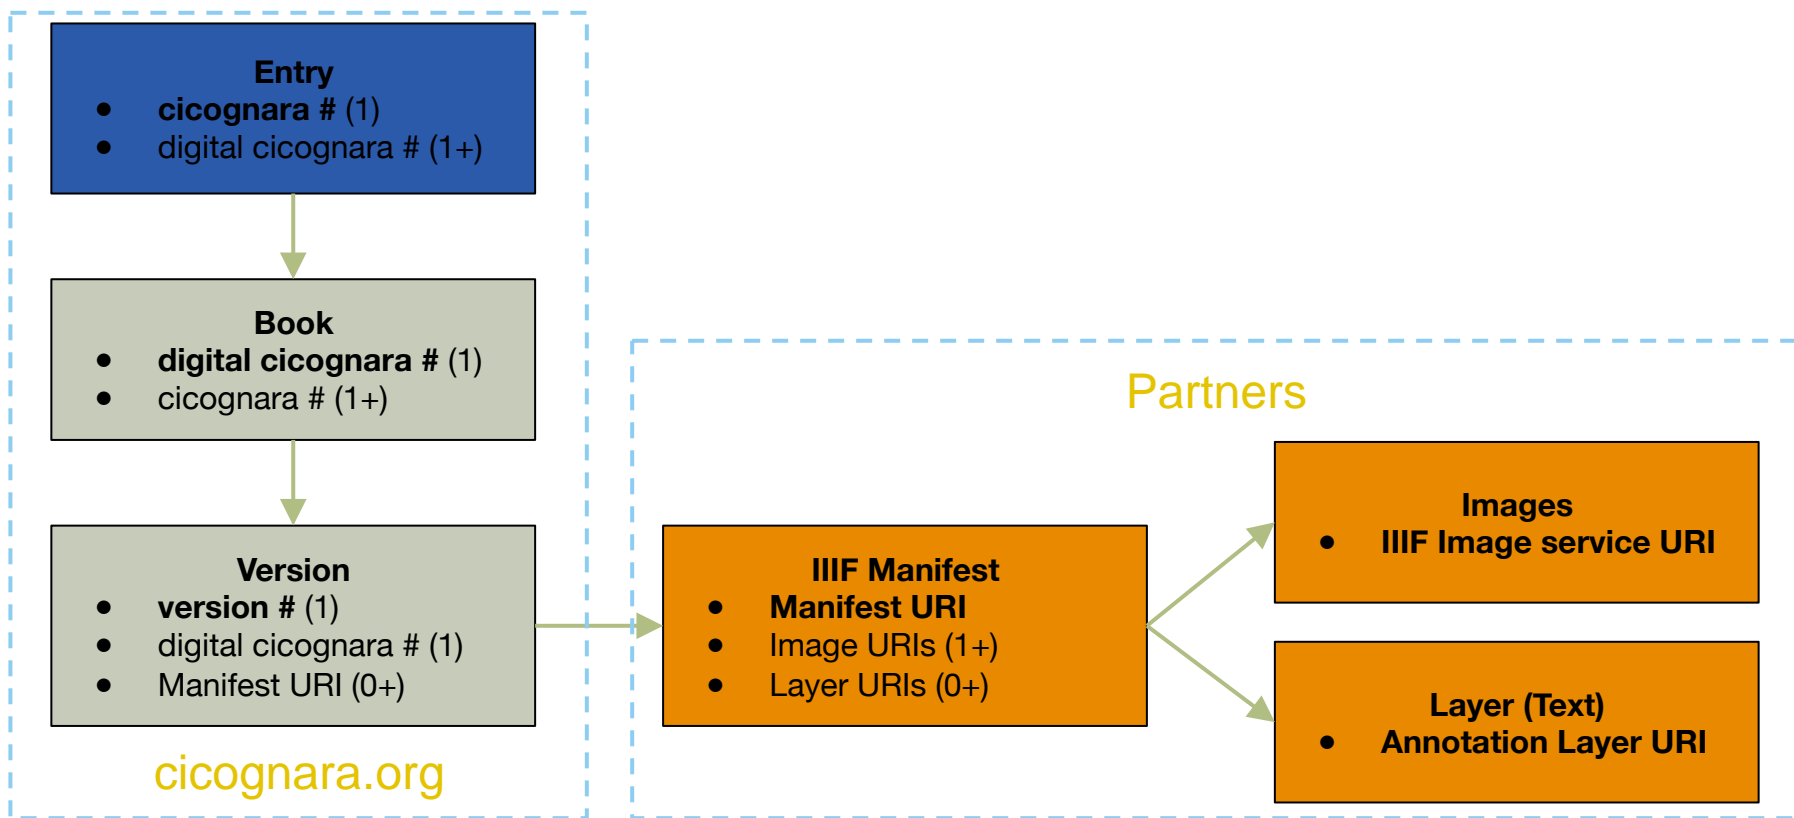 Entry
● cicognara # (1)
● digital cicognara # (1+)
Book
● digital cicognara # (1)
● cicognara # (1+)
Version
● version # (1)
● digital cicognara # (1)
● Manifest URI (0+)
cicognara.org
Partners
IIIF Manifest
● Manifest URI
● Image URIs (1+)
● Layer URIs (0+)
Images
● IIIF Image service URI
Layer (Text)
● Annotation Layer URI